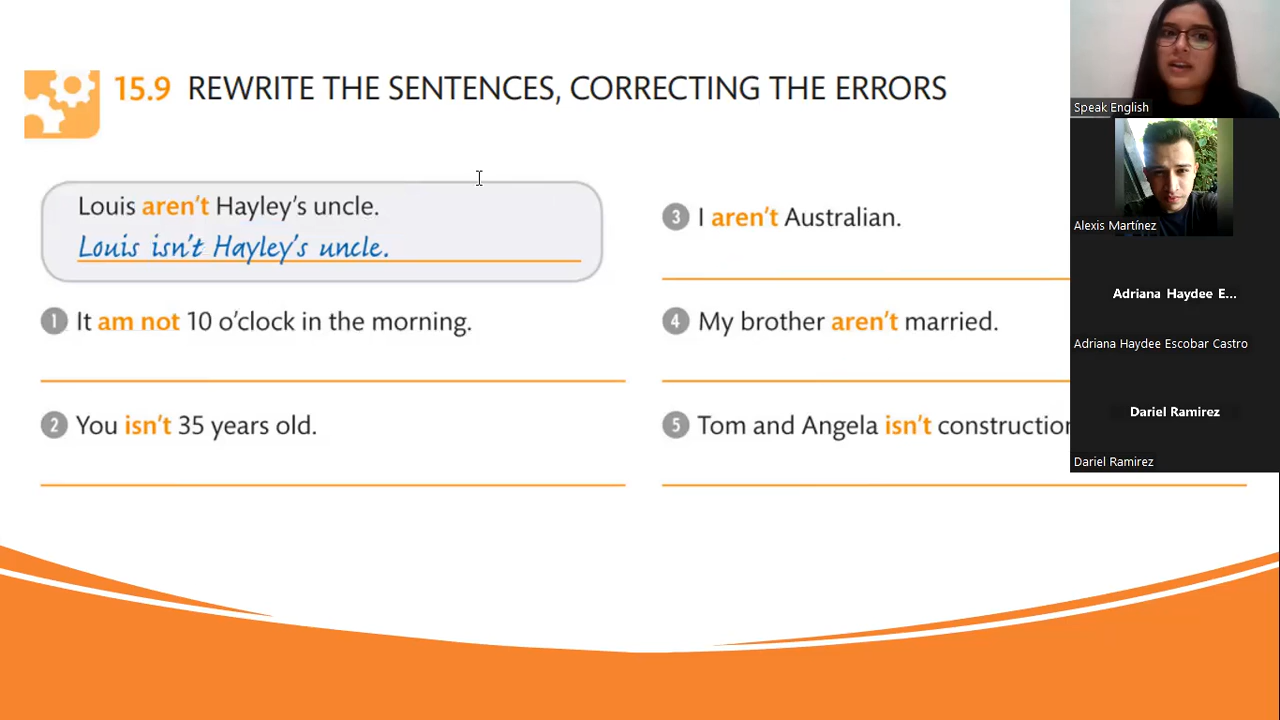 15.9 REWRITE THE SENTENCES, CORRECTING THE ERRORS
Louis aren't Hayley's uncle.
Louis isn't Hayley's uncle.
1 It am not 10 o'clock in the morning.
2 You isn't 35 years old.
3 I aren't Australian.
4 My brother aren't married.
5 Tom and Angela isn't construction
Speak English
Alexis Martínez
Adriana Haydee E...
Adriana Haydee Escobar Castro
Dariel Ramirez
Dariel Ramirez